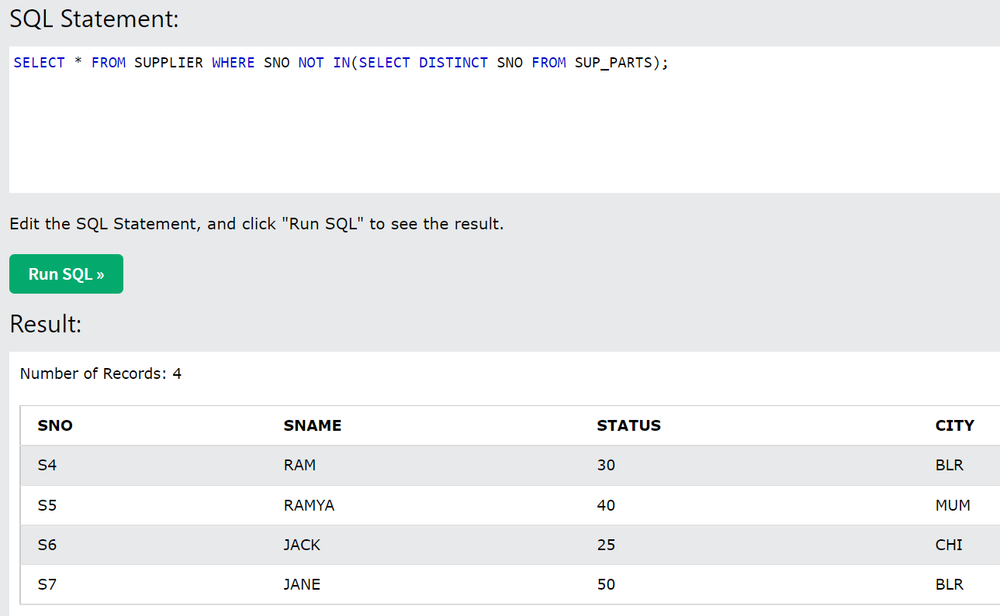 SQL Statement:
SELECT * FROM SUPPLIER WHERE SNO NOT IN(SELECT DISTINCT SNO FROM SUP_PARTS);
Edit the SQL Statement, and click "Run SQL" to see the result.
Run SQL »
Result:
Number of Records: 4
SNO SNAME STATUS CITY
S4 RAM 30 BLR
S5 RAMYA 40 MUM
S6 JACK 25 CHI
S7 JANE 50 BLR